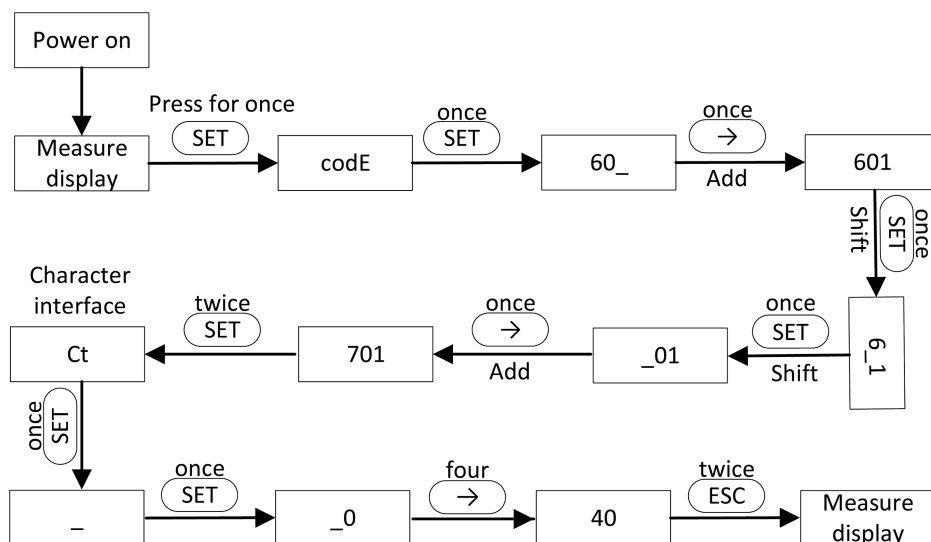 Power on
Press for once
SET
Measure
display
codE
once
SET
60_
once
→
Add
601
once
SET
Shift
6_1
once
SET
Shift
_01
once
→
Add
701
twice
SET
Character
interface
Ct
once
SET
_
once
SET
_0
four
→
40
twice
ESC
Measure
display